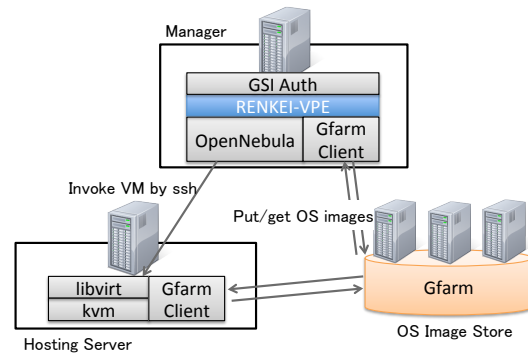 Manager
GSI Auth
RENKEI-VPE
OpenNebula
Gfarm
Client
Invoke VM by ssh
Put/get OS images
libvirt
kvm
Gfarm
Client
Hosting Server
Gfarm
OS Image Store